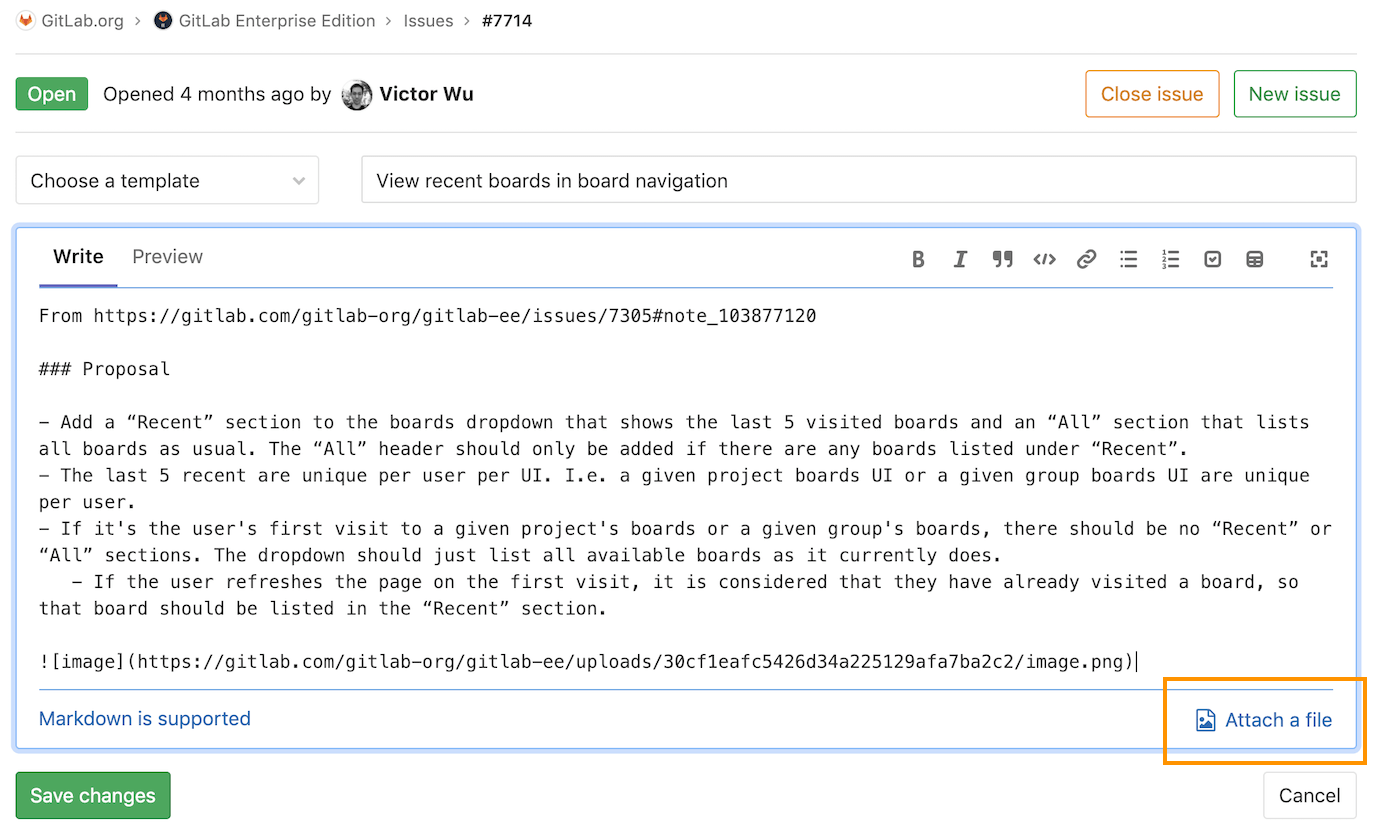 GitLab.org › GitLab Enterprise Edition › Issues › #7714
Open Opened 4 months ago by Victor Wu Close issue New issue
Choose a template View recent boards in board navigation
Write Preview
From https://gitlab.com/gitlab-org/gitlab-ee/issues/7305#note_103877120
### Proposal
– Add a “Recent” section to the boards dropdown that shows the last 5 visited boards and an “All” section that lists
all boards as usual. The “All” header should only be added if there are any boards listed under “Recent”.
– The last 5 recent are unique per user per UI. I.e. a given project boards UI or a given group boards UI are unique
per user.
– If it's the user's first visit to a given project's boards or a given group's boards, there should be no “Recent” or
“All” sections. The dropdown should just list all available boards as it currently does.
– If the user refreshes the page on the first visit, it is considered that they have already visited a board, so
that board should be listed in the “Recent” section.
![image](https://gitlab.com/gitlab-org/gitlab-ee/uploads/30cf1eafc5426d34a225129afa7ba2c2/image.png)
Markdown is supported Attach a file
Save changes Cancel